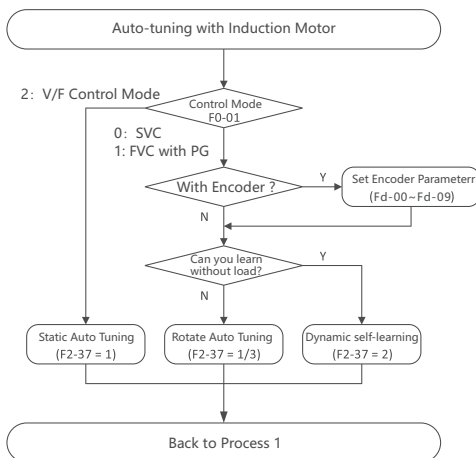 Auto-tuning with Induction Motor
2: V/F Control Mode
Control Mode
F0-01
0: SVC
1: FVC with PG
With Encoder ?
Y
Set Encoder Parameterr
(Fd-00~Fd-09)
N
Can you learn
without load?
Y
N
Static Auto Tuning
(F2-37 = 1)
Rotate Auto Tuning
(F2-37 = 1/3)
Dynamic self-learning
(F2-37 = 2)
Back to Process 1